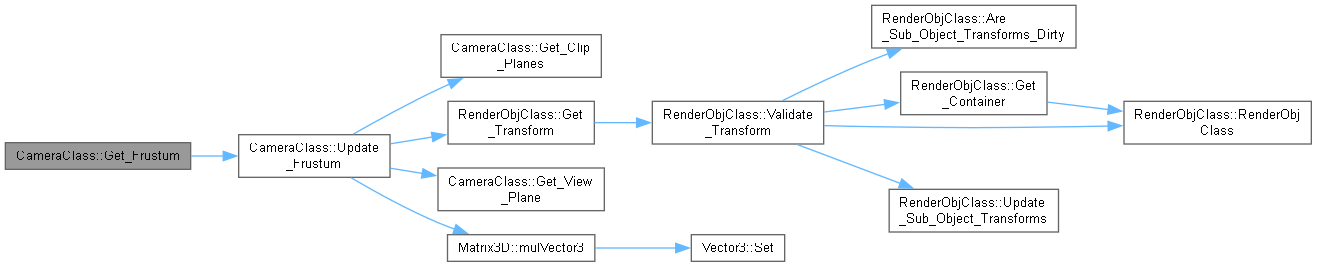 CameraClass::Get_Frustum
CameraClass::Update
_Frustum
CameraClass::Get_Clip
_Planes
RenderObjClass::Get
_Transform
CameraClass::Get_View
_Plane
Matrix3D::mulVector3
RenderObjClass::Validate
_Transform
Vector3::Set
RenderObjClass::Are
_Sub_Object_Transforms_Dirty
RenderObjClass::Get
_Container
RenderObjClass::Update
_Sub_Object_Transforms
RenderObjClass::RenderObj
Class